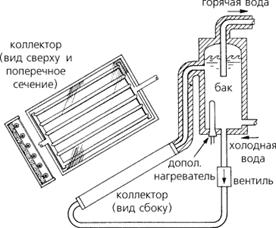 горячая вода
коллектор
(вид сверху и
поперечное
сечение)
бак
холодная
вода
допол.
нагреватель
вентиль
коллектор
(вид сбоку)